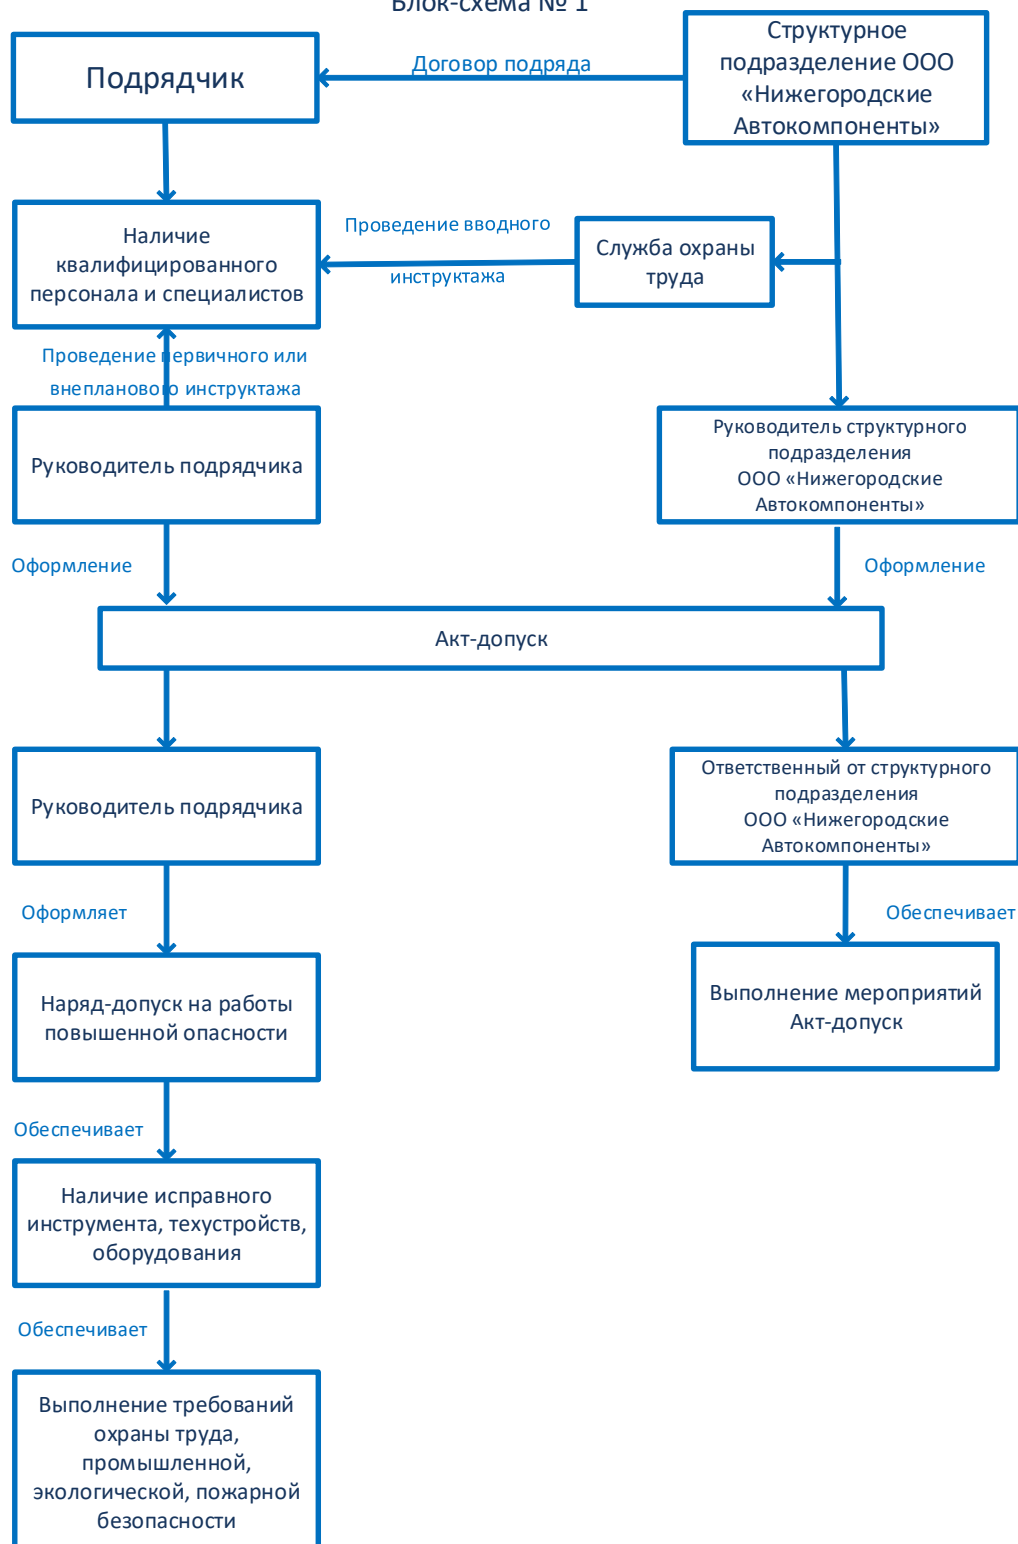 Блок-схема № 1
Структурное
подразделение ООО
«Нижегородские
Автокомпоненты»
Договор подряда
Подрядчик
Наличие
квалифицированного
персонала и специалистов
Проведение вводного
инструктажа
Служба охраны
труда
Проведение первичного или
внепланового инструктажа
Руководитель подрядчика
Руководитель структурного
подразделения
ООО «Нижегородские
Автокомпоненты»
Оформление
Оформление
Акт-допуск
Руководитель подрядчика
Ответственный от структурного
подразделения
ООО «Нижегородские
Автокомпоненты»
Оформляет
Обеспечивает
Наряд-допуск на работы
повышенной опасности
Выполнение мероприятий
Акт-допуск
Обеспечивает
Наличие исправного
инструмента, техустройств,
оборудования
Обеспечивает
Выполнение требований
охраны труда,
промышленной,
экологической, пожарной
безопасности